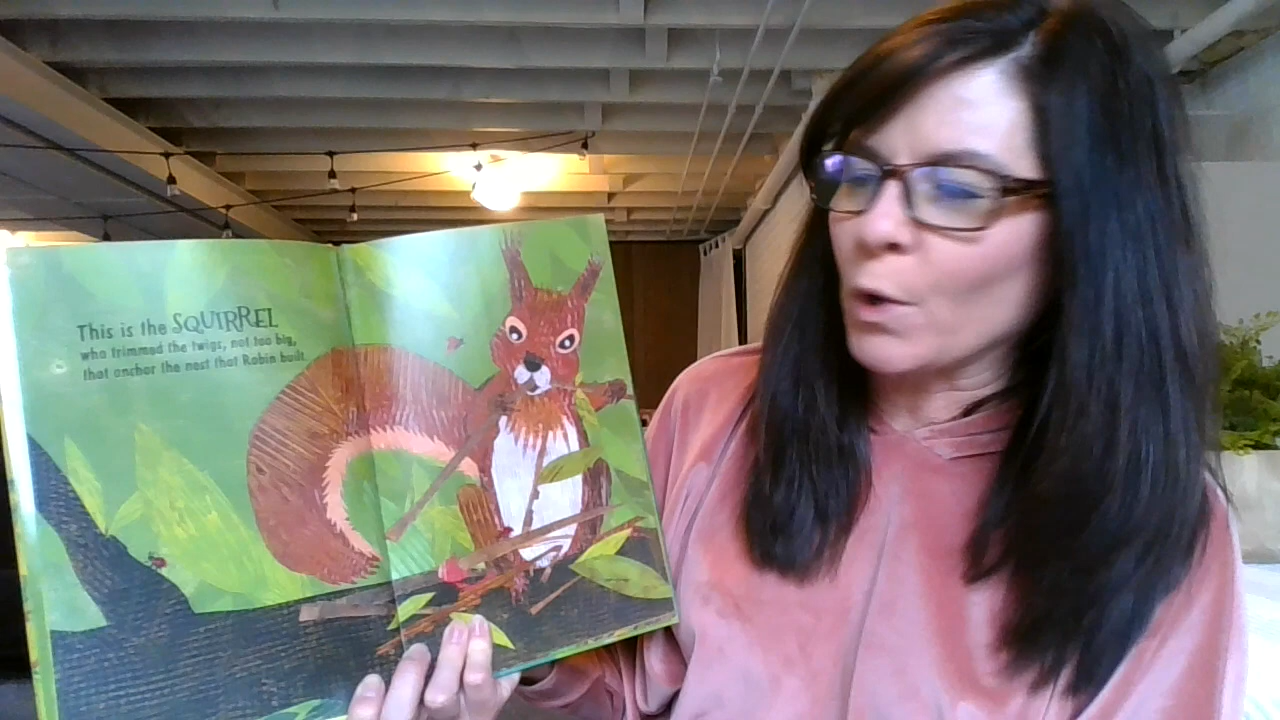 This is the SQUIRREL
who trimmed the twigs, not too big,
that anchor the nest that Robin built.